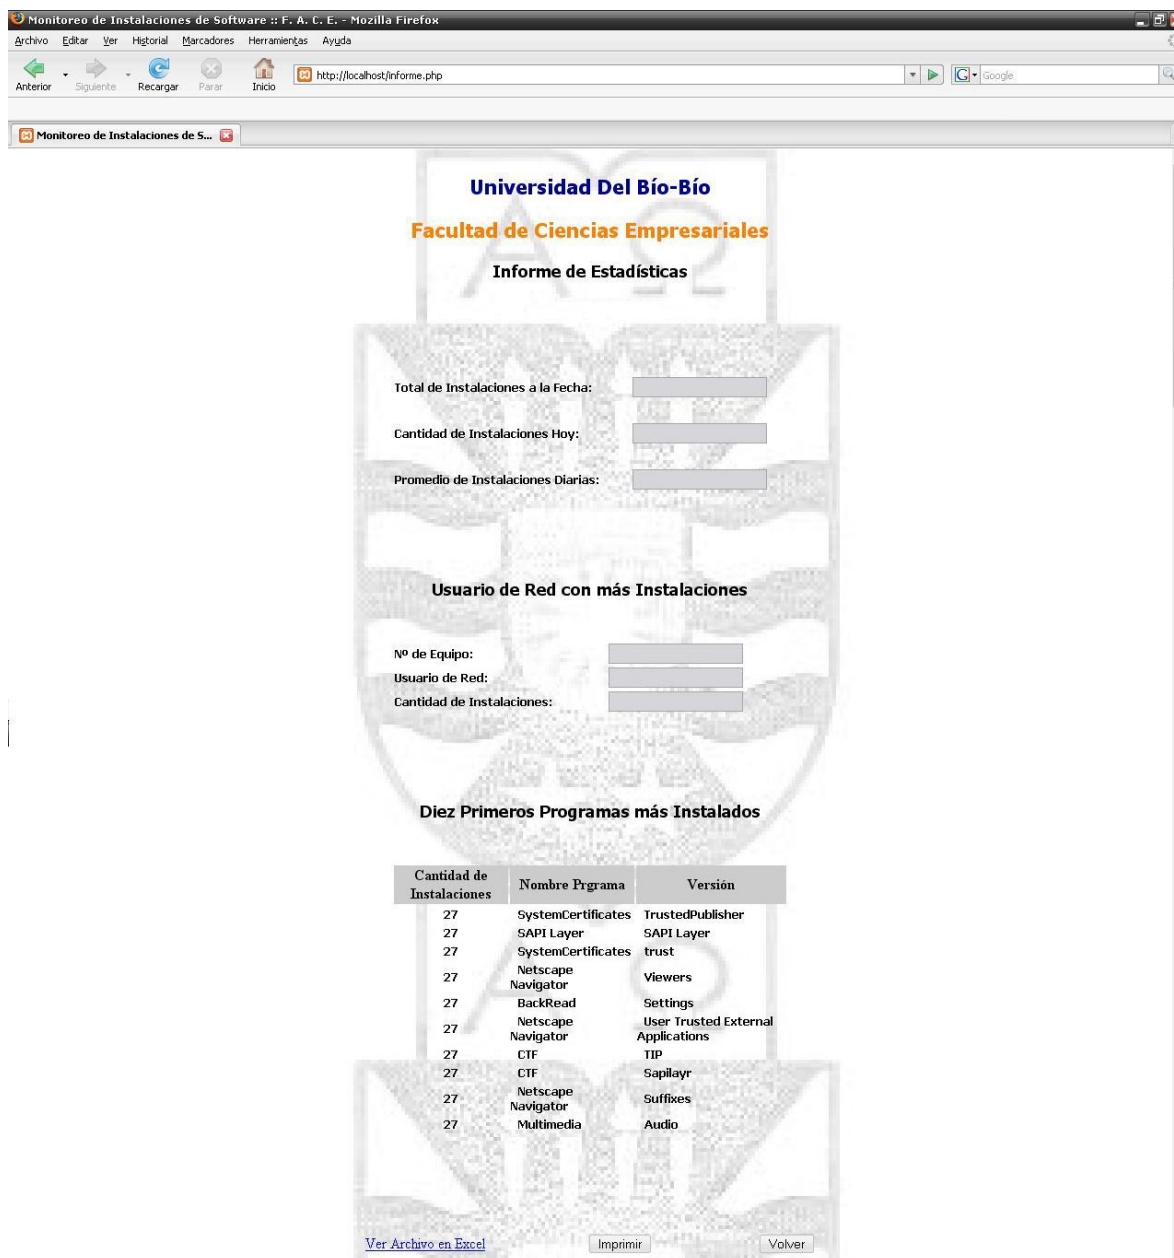 Monitoreo de Instalaciones de Software :: F. A. C. E. - Mozilla Firefox
Archivo Editar Ver Historial Marcadores Herramientas Ayuda
Anterior Siguiente Recargar Parar Inicio http://localhost/informe.php G Google
Monitoreo de Instalaciones de S...
Universidad Del Bío-Bío
Facultad de Ciencias Empresariales
Informe de Estadísticas
Total de Instalaciones a la Fecha:
Cantidad de Instalaciones Hoy:
Promedio de Instalaciones Diarias:
Usuario de Red con más Instalaciones
Nº de Equipo:
Usuario de Red:
Cantidad de Instalaciones:
Diez Primeros Programas más Instalados
Cantidad de Instalaciones Nombre Prgrama Versión
27 SystemCertificates TrustedPublisher
27 SAPI Layer SAPI Layer
27 SystemCertificates trust
27 Netscape Navigator Viewers
27 BackRead Settings
27 Netscape Navigator User Trusted External Applications
27 CTF TIP
27 CTF Sapilayr
27 Netscape Navigator Suffixes
27 Multimedia Audio
Ver Archivo en Excel Imprimir Volver